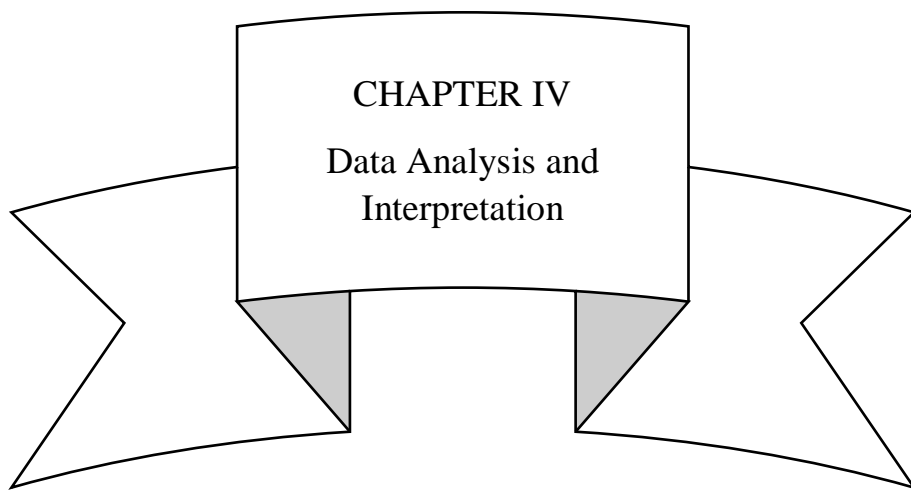 CHAPTER IV
Data Analysis and
Interpretation